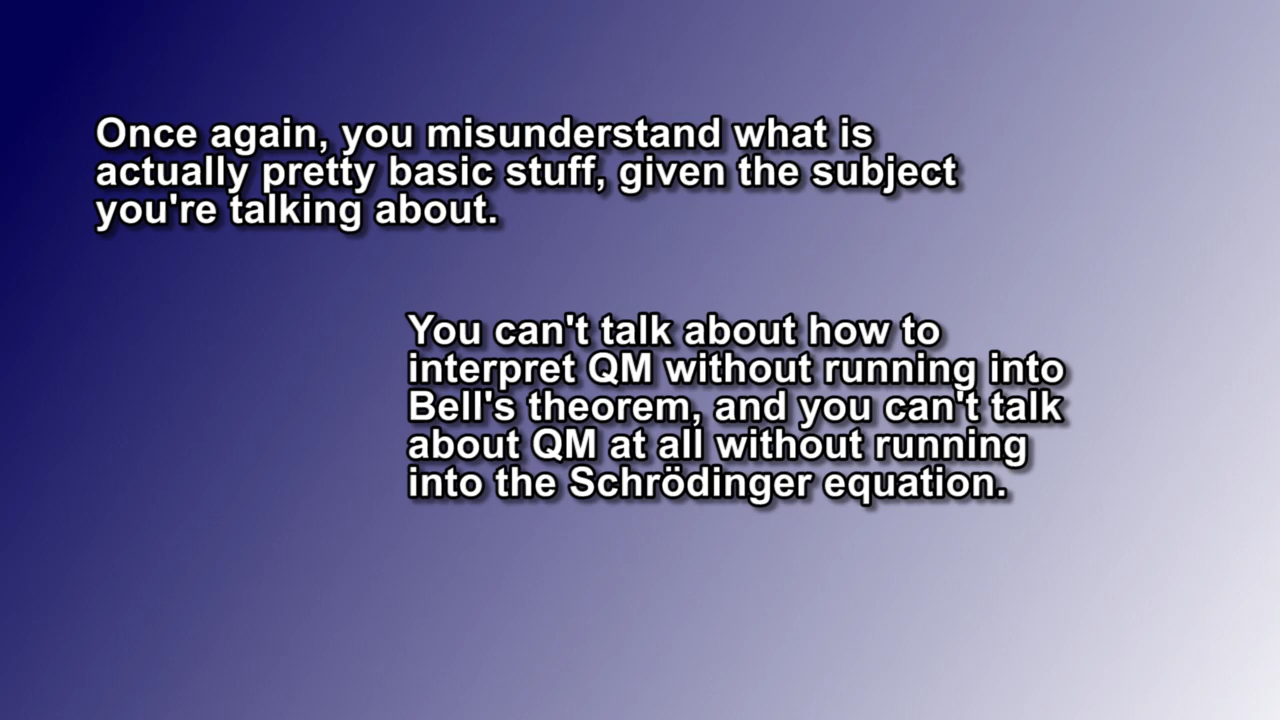 Once again, you misunderstand what is
actually pretty basic stuff, given the subject
you're talking about.
You can't talk about how to
interpret QM without running into
Bell's theorem, and you can't talk
about QM at all without running
into the Schrödinger equation.